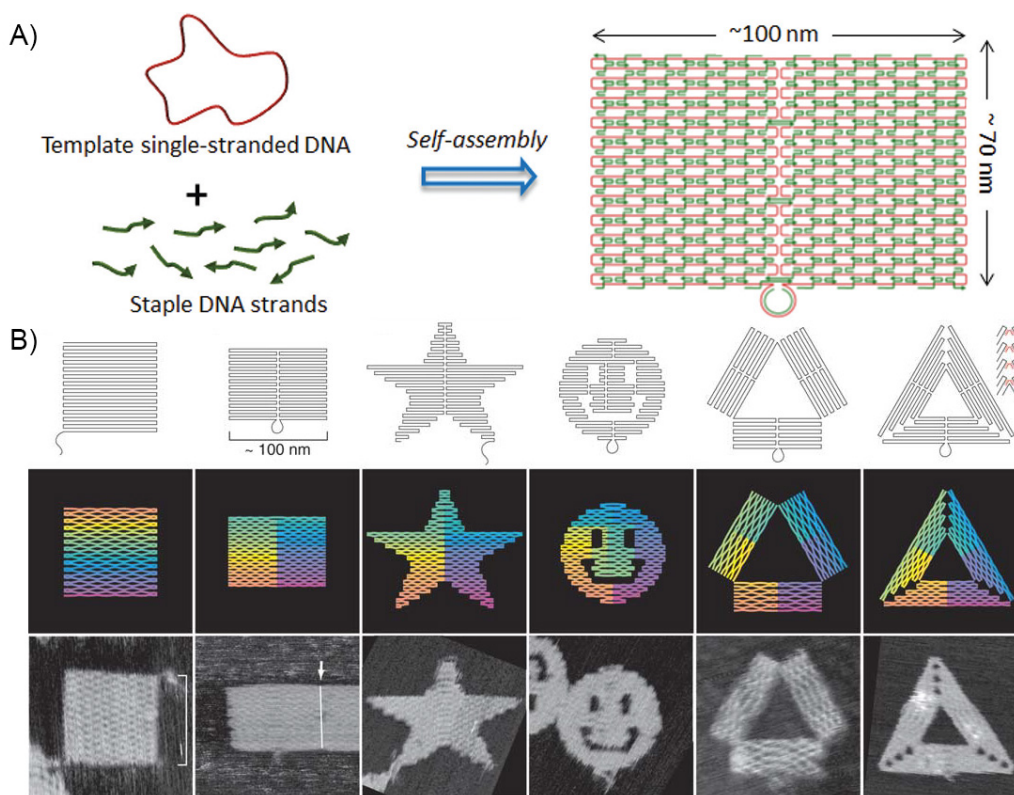 A)
~100 nm
Template single-stranded DNA
+
Staple DNA strands
Self-assembly
~ 70 nm
B)
~ 100 nm